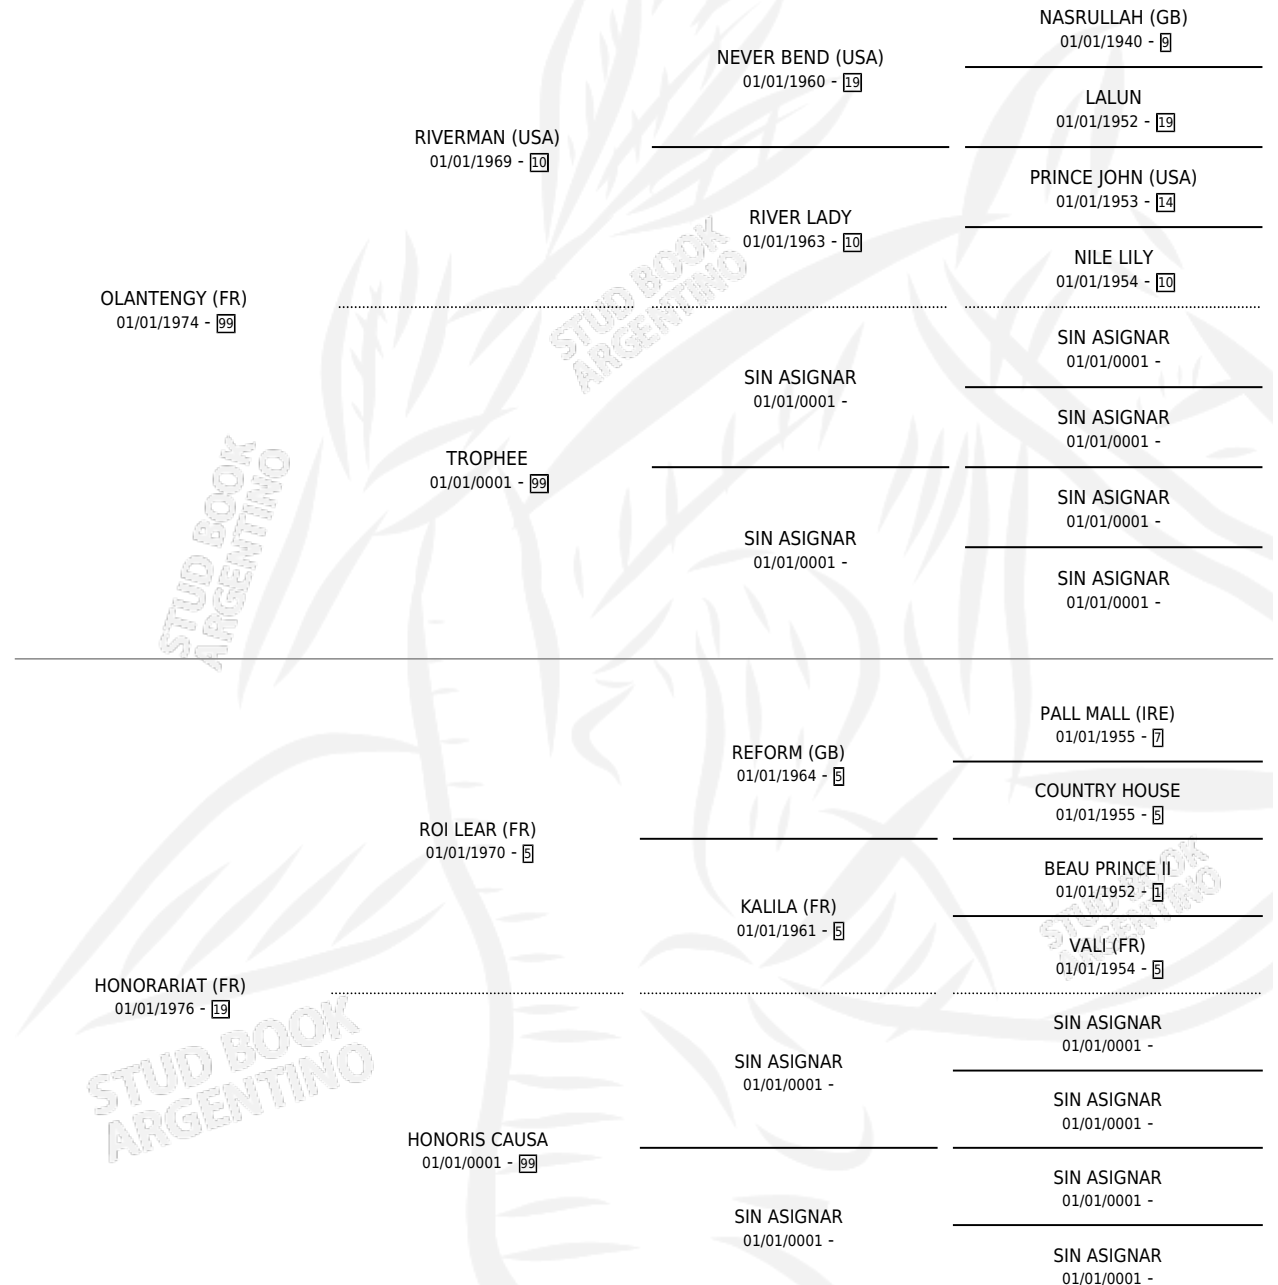 NASRULLAH (GB)
01/01/1940 - 9
NEVER BEND (USA)
01/01/1960 - 19
LALUN
01/01/1952 - 19
RIVERMAN (USA)
01/01/1969 - 10
PRINCE JOHN (USA)
01/01/1953 - 14
RIVER LADY
01/01/1963 - 10
NILE LILY
01/01/1954 - 10
OLANTENGY (FR)
01/01/1974 - 99
SIN ASIGNAR
01/01/0001 -
SIN ASIGNAR
01/01/0001 -
SIN ASIGNAR
01/01/0001 -
TROPHEE
01/01/0001 - 99
SIN ASIGNAR
01/01/0001 -
SIN ASIGNAR
01/01/0001 -
SIN ASIGNAR
01/01/0001 -
STUD BOOK
ARGENTINO
STUD BOOK
ARGENTINO
PALL MALL (IRE)
01/01/1955 - 7
REFORM (GB)
01/01/1964 - 5
COUNTRY HOUSE
01/01/1955 - 5
ROI LEAR (FR)
01/01/1970 - 5
BEAU PRINCE II
01/01/1952 - 1
KALILA (FR)
01/01/1961 - 5
VALI (FR)
01/01/1954 - 5
HONORARIAT (FR)
01/01/1976 - 19
SIN ASIGNAR
01/01/0001 -
SIN ASIGNAR
01/01/0001 -
SIN ASIGNAR
01/01/0001 -
HONORIS CAUSA
01/01/0001 - 99
SIN ASIGNAR
01/01/0001 -
SIN ASIGNAR
01/01/0001 -
SIN ASIGNAR
01/01/0001 -
STUD BOOK
ARGENTINO
STUD BOOK
ARGENTINO